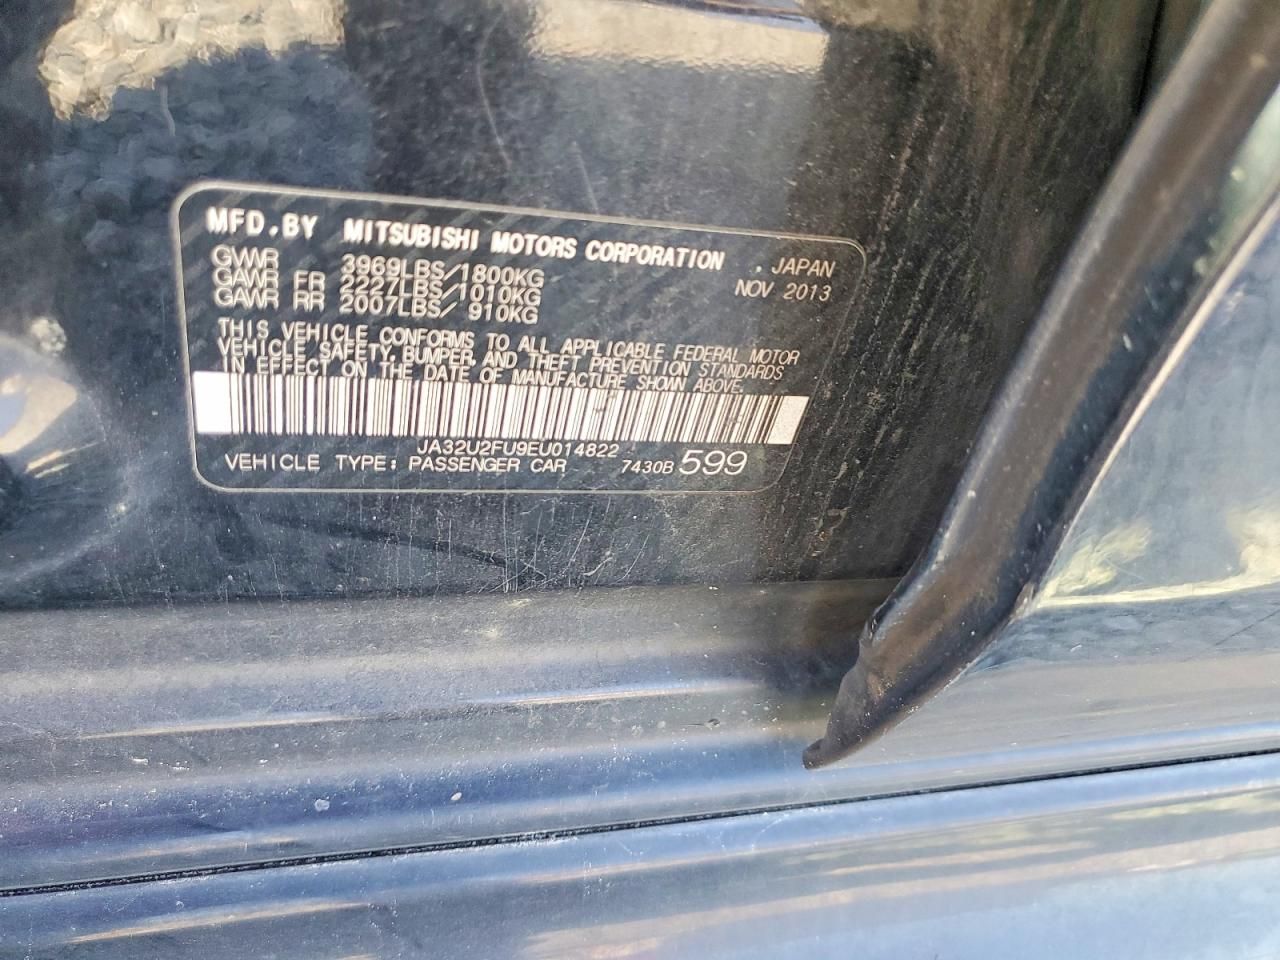 MFD.BY MITSUBISHI MOTORS CORPORATION . JAPAN
GVWR 3969LBS/1800KG NOV 2013
GAWR FR 2227LBS/1010KG
GAWR RR 2007LBS/ 910KG
THIS VEHICLE CONFORMS TO ALL APPLICABLE FEDERAL MOTOR
VEHICLE SAFETY, BUMPER, AND THEFT PREVENTION STANDARDS
IN EFFECT ON THE DATE OF MANUFACTURE SHOWN ABOVE.
JA32U2FU9EU014822
VEHICLE TYPE: PASSENGER CAR 7430B 599